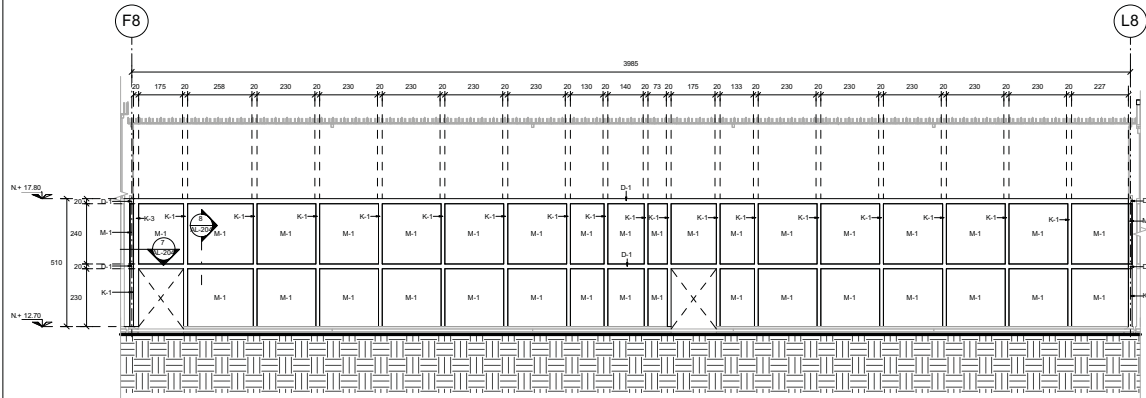 F8 L8
3985
20 175 20 258 20 230 20 230 20 230 20 230 20 230 20 130 20 140 20 73 20 175 20 133 20 230 20 230 20 230 20 230 20 230 20 227
N.+ 17.80 D-1
20 D-1
K-3 K-1 8 K-1 K-1 K-1 K-1 K-1 K-1 K-1 K-1 K-1 K-1 K-1 K-1 K-1 K-1 K-1 K-1
AL-204
240 M-1 M-1 M-1 M-1 M-1 M-1 M-1 M-1 M-1 M-1 M-1 M-1 M-1 M-1 M-1 M-1 M-1 M-1 M-1
7
AL-204
510
20 D-1 D-1
230 K-1 M-1 M-1 M-1 M-1 M-1 M-1 M-1 M-1 M-1 M-1 M-1 M-1 M-1 M-1 M-1 M-1
N.+ 12.70